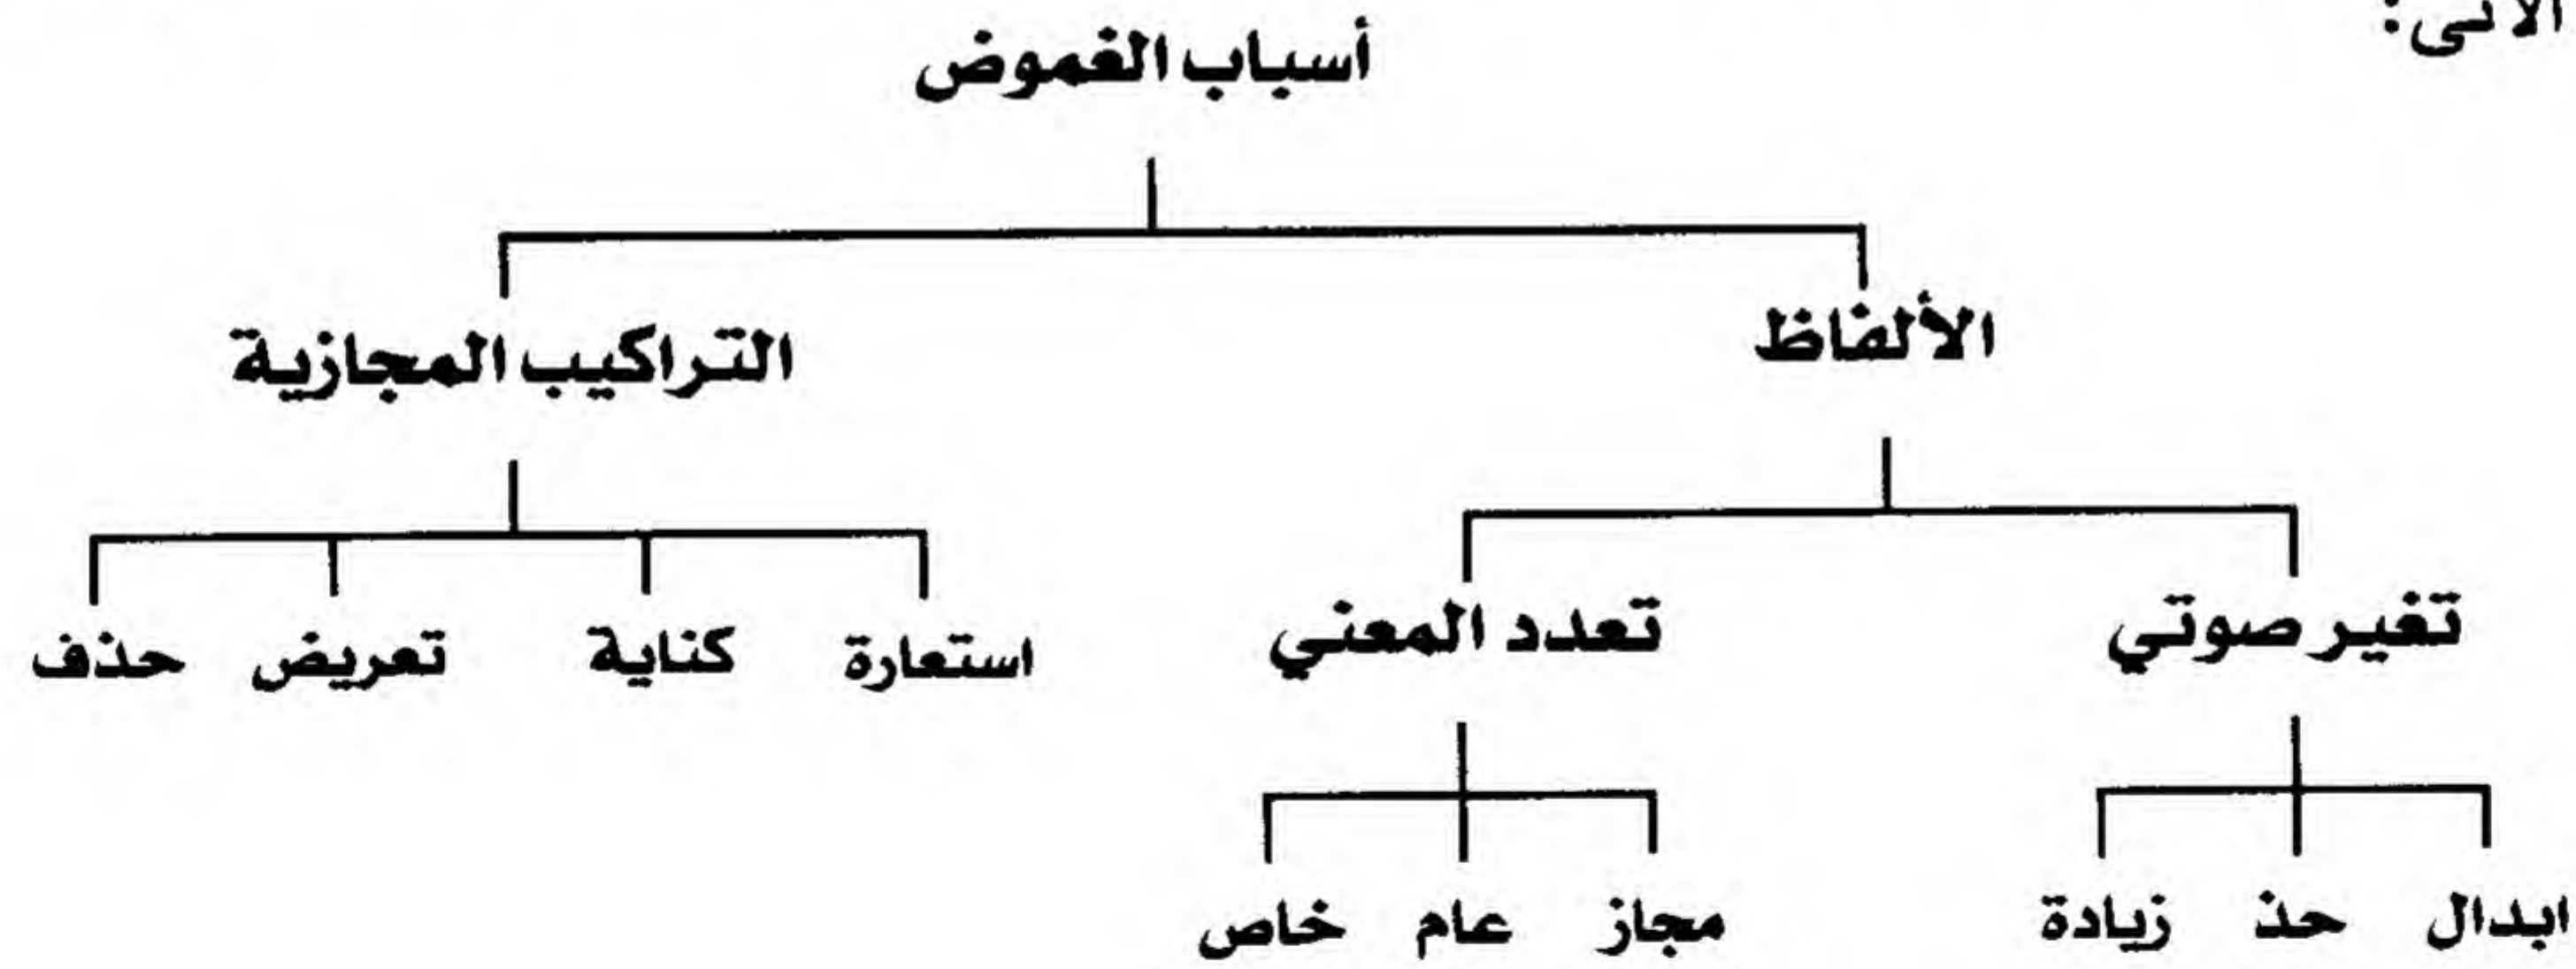 الآتى:
أسباب الغموض
الألفاظ التراكيب المجازية
تغير صوتي تعدد المعني استعارة كناية تعريض حذف
ابدال حذ زيادة مجاز عام خاص